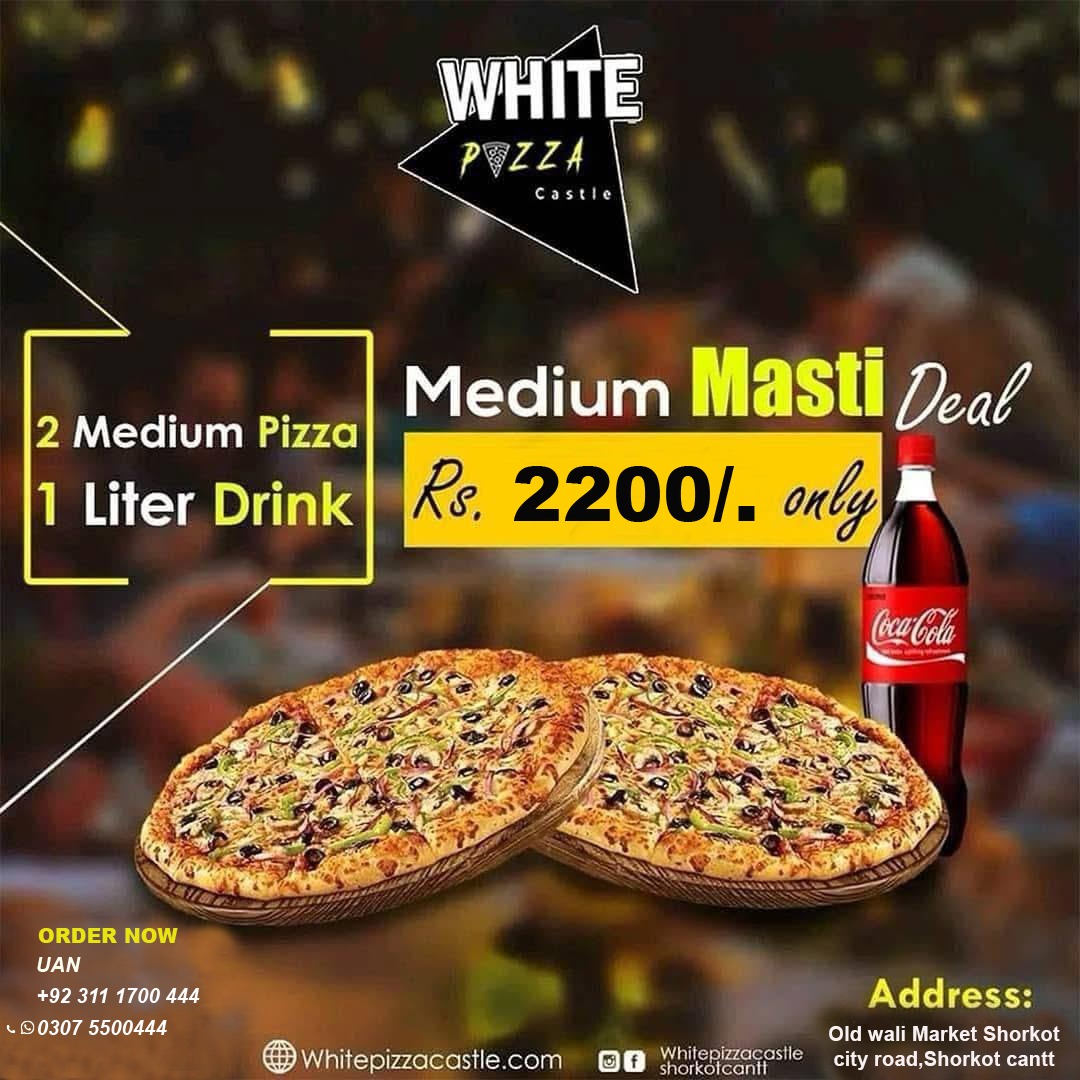 WHITE
PIZZA
Castle
2 Medium Pizza
1 Liter Drink
Medium Masti Deal
Rs. 2200/. only
Coca-Cola
ORDER NOW
UAN
+92 311 1700 444
0307 5500444
Whitepizzacastle.com
Whitepizzacastle
shorkotcantt
Address:
Old wali Market Shorkot
city road,Shorkot cantt